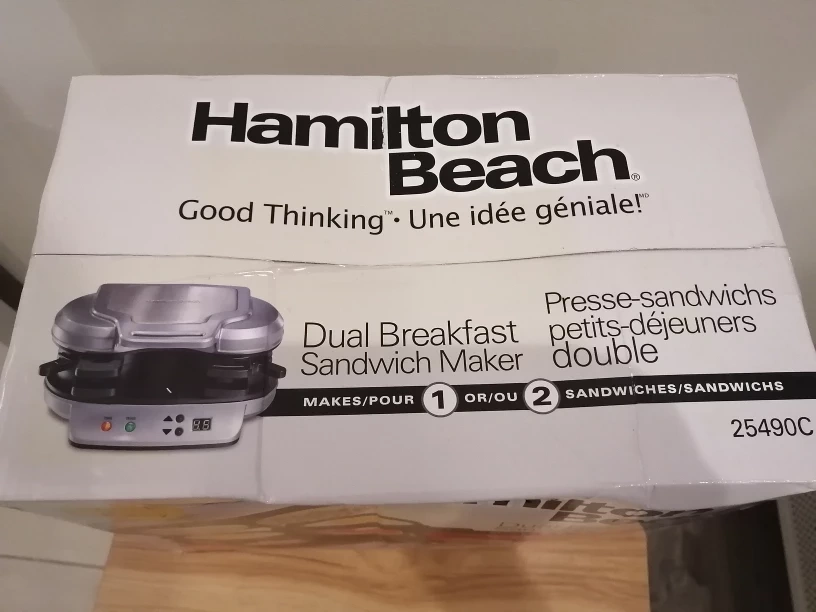 Hamilton
Beach®
Good Thinking™• Une idée géniale!MD
Dual Breakfast
Sandwich Maker
Presse-sandwichs
petits-déjeuners
double
MAKES/POUR 1 OR/OU 2 SANDWICHES/SANDWICHS
25490C